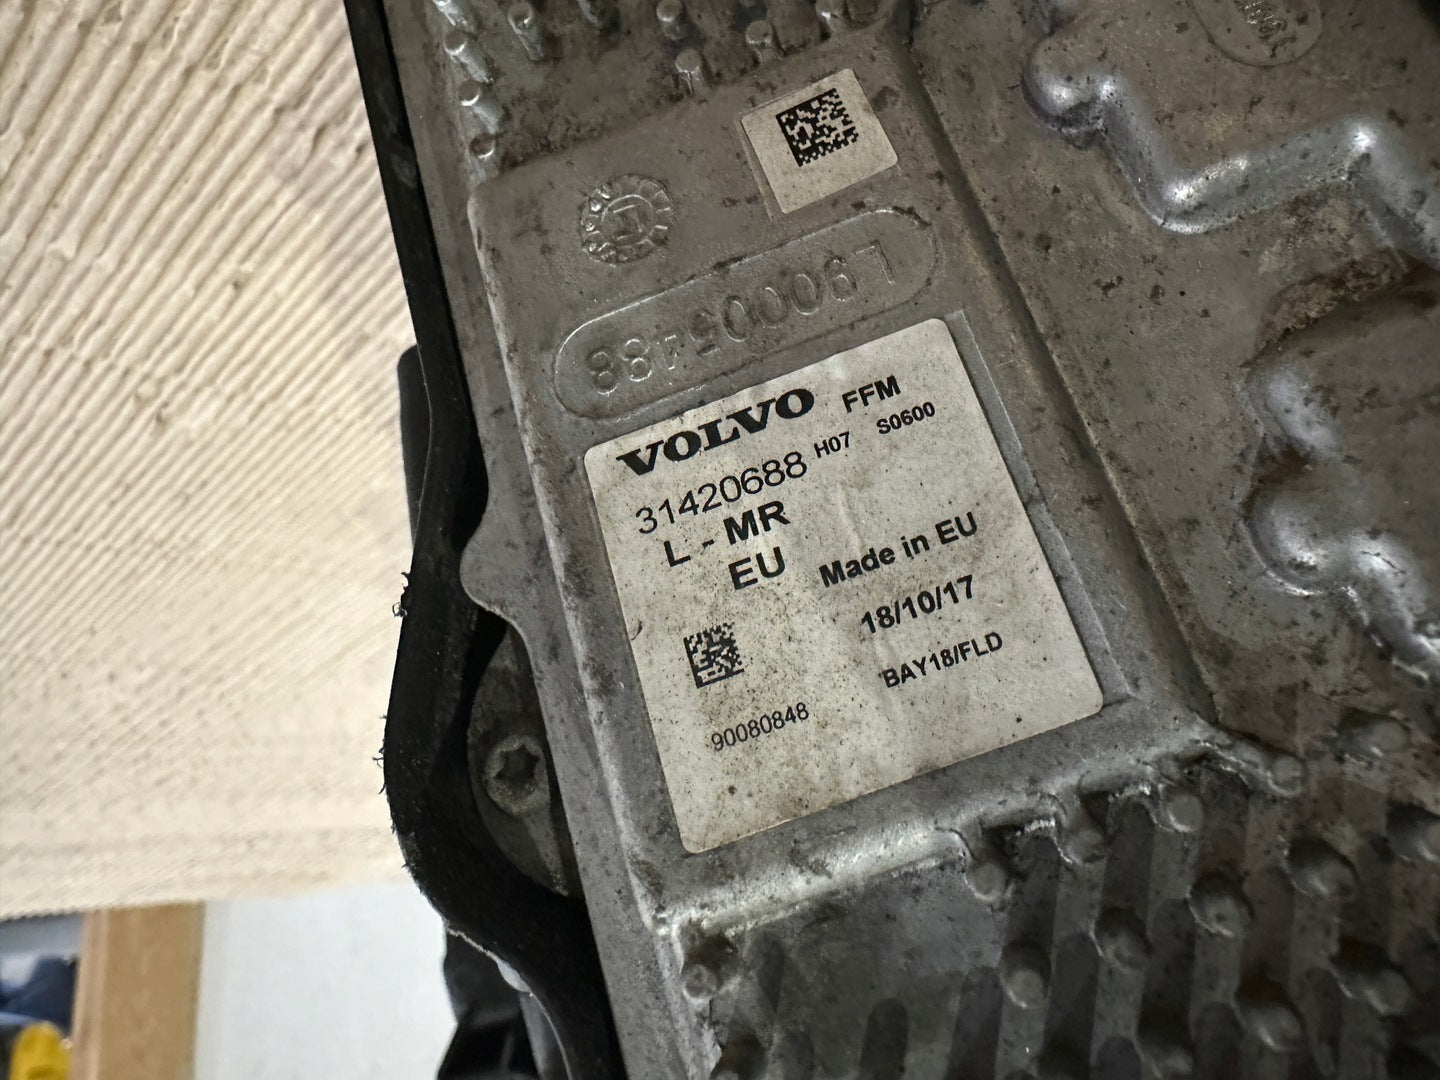 L90005488
VOLVO FFM
31420688 H07 S0600
L - MR
EU Made in EU
18/10/17
BAY18/FLD
90080848